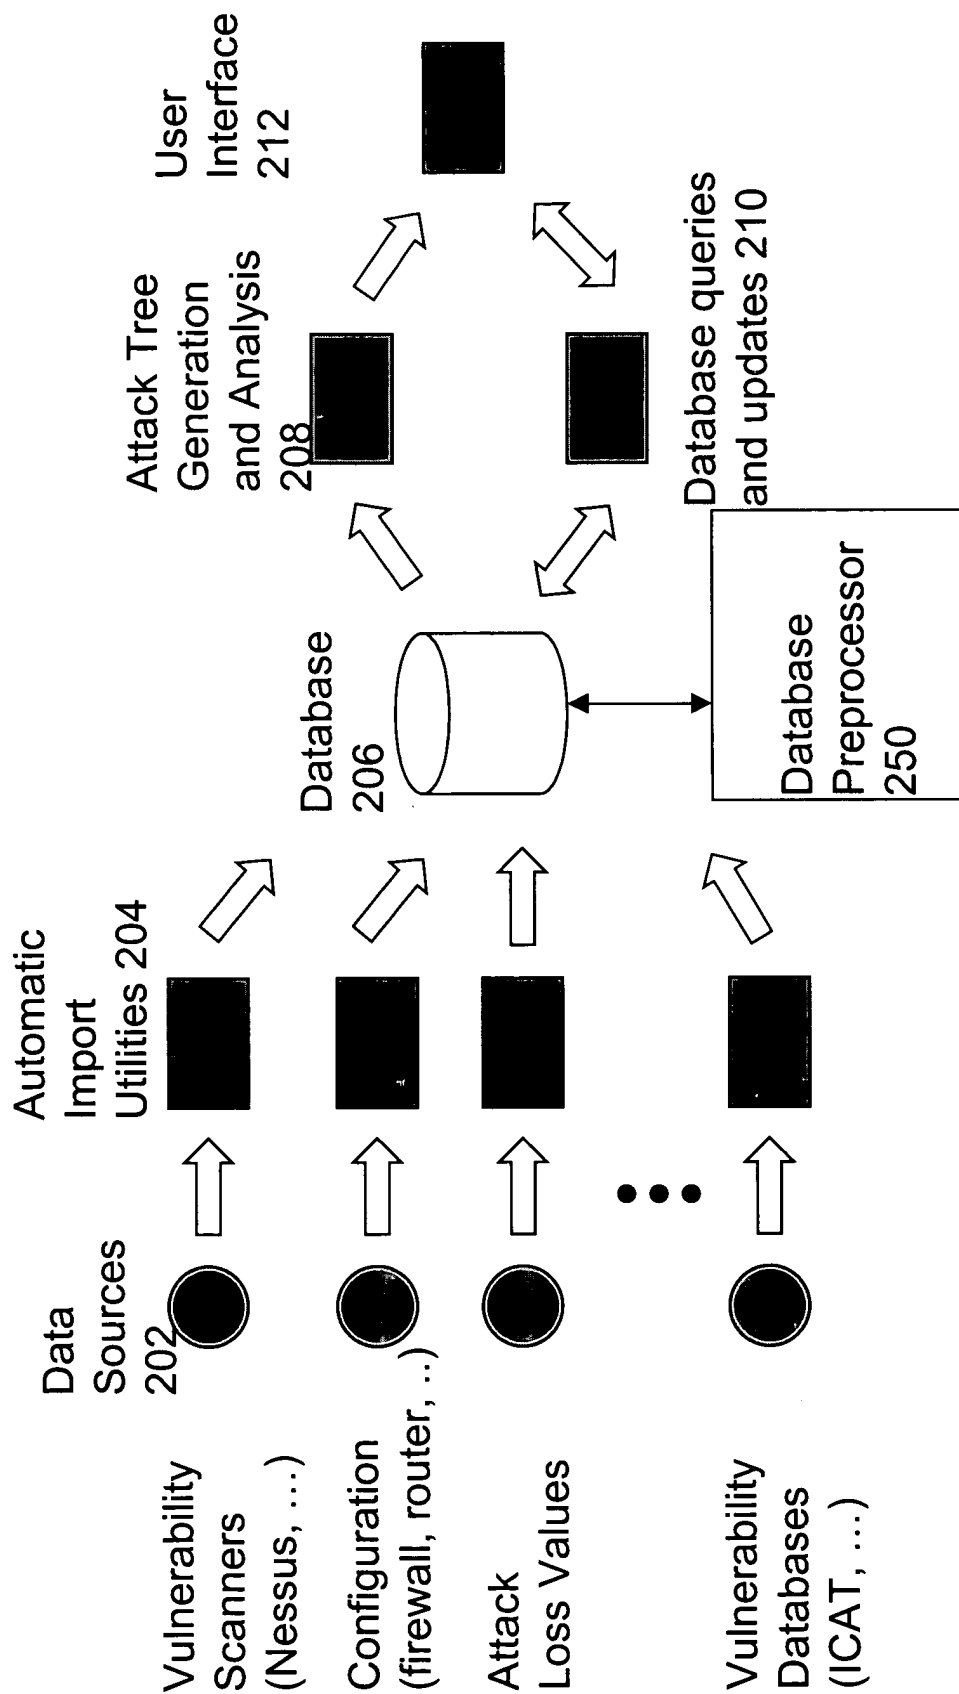 Vulnerability
Scanners
(Nessus, ...)
Configuration
(firewall, router, ..)
Attack
Loss Values
Vulnerability
Databases
(ICAT, ...)
Data
Sources
202
Automatic
Import
Utilities 204
Database
206
Database
Preprocessor
250
Attack Tree
Generation
and Analysis
208
Database queries
and updates 210
User
Interface
212